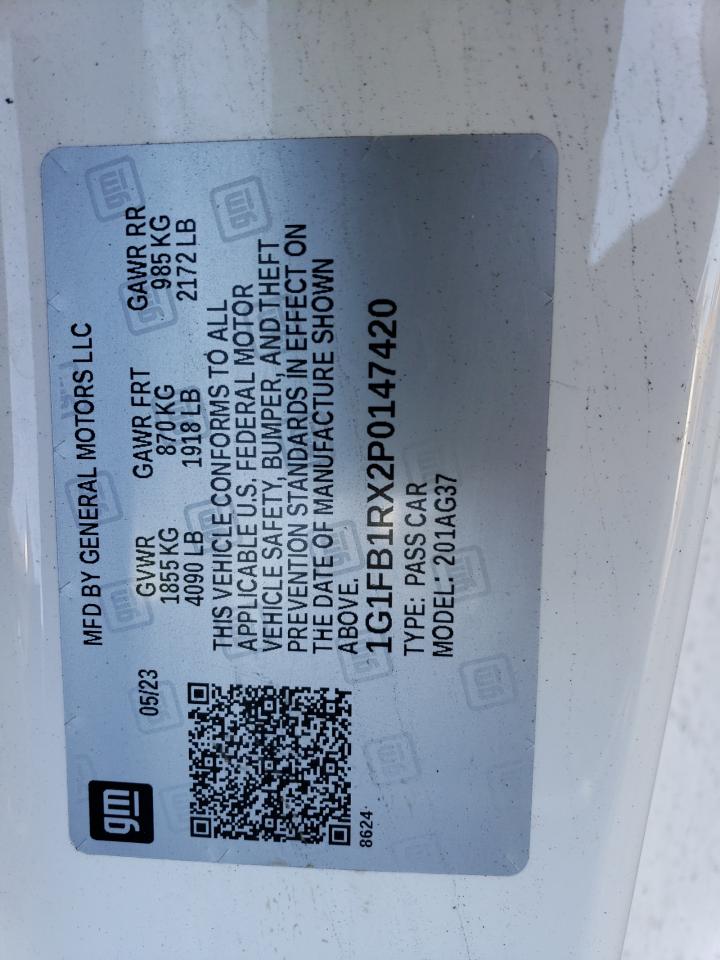 gm
MFD BY GENERAL MOTORS LLC
05/23
GVWR GAWR FRT GAWR RR
1855 KG 870 KG 985 KG
4090 LB 1918 LB 2172 LB
THIS VEHICLE CONFORMS TO ALL
APPLICABLE U.S. FEDERAL MOTOR
VEHICLE SAFETY, BUMPER, AND THEFT
PREVENTION STANDARDS IN EFFECT ON
THE DATE OF MANUFACTURE SHOWN
ABOVE.
1G1FB1RX2P0147420
TYPE: PASS CAR
MODEL: 201AG37
8624